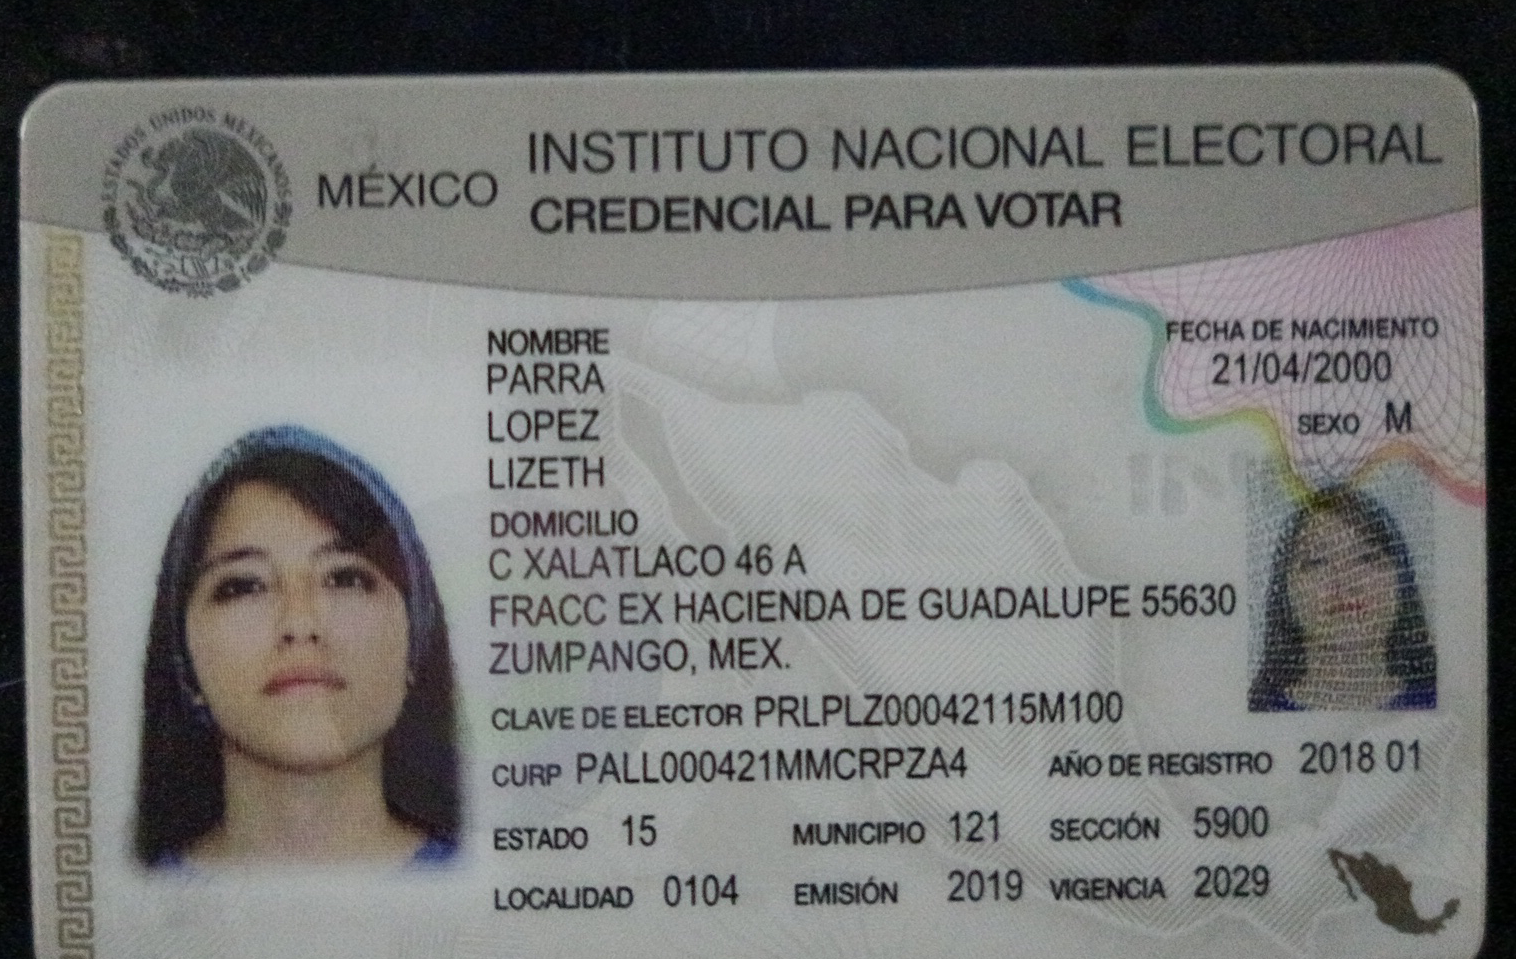 ESTADOS UNIDOS MEXICANOS
MÉXICO
INSTITUTO NACIONAL ELECTORAL
CREDENCIAL PARA VOTAR
NOMBRE
PARRA
LOPEZ
LIZETH
FECHA DE NACIMIENTO
21/04/2000
SEXO M
DOMICILIO
C XALATLACO 46 A
FRACC EX HACIENDA DE GUADALUPE 55630
ZUMPANGO, MEX.
CLAVE DE ELECTOR PRLPLZ00042115M100
CURP PALL000421MMCRPZA4 AÑO DE REGISTRO 2018 01
ESTADO 15 MUNICIPIO 121 SECCIÓN 5900
LOCALIDAD 0104 EMISIÓN 2019 VIGENCIA 2029